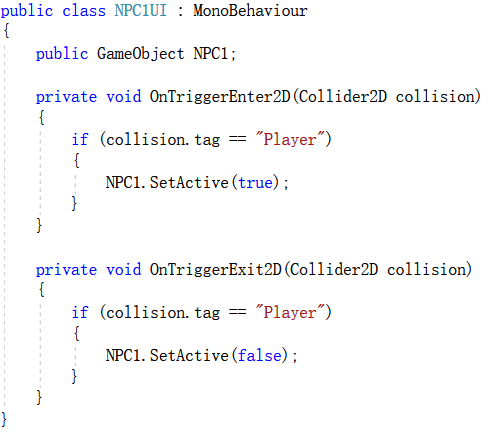 public class NPC1UI : MonoBehaviour
{
    public GameObject NPC1;

    private void OnTriggerEnter2D(Collider2D collision)
    {
        if (collision.tag == "Player")
        {
            NPC1.SetActive(true);
        }
    }

    private void OnTriggerExit2D(Collider2D collision)
    {
        if (collision.tag == "Player")
        {
            NPC1.SetActive(false);
        }
    }
}